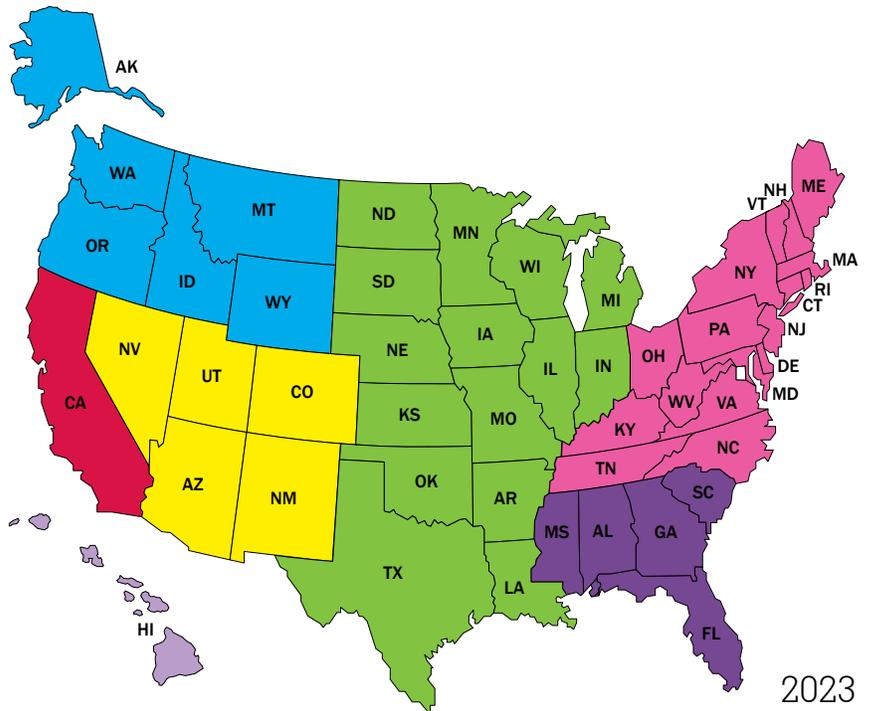 AK
WA
MT
ND
MN
OR
ID
WY
SD
WI
MI
NH
VT
ME
MA
NY
RI
CT
NJ
PA
NV
UT
CO
NE
IA
IL
IN
OH
DE
MD
CA
KS
MO
WV
VA
KY
AZ
NM
OK
AR
TN
NC
SC
MS
AL
GA
TX
LA
HI
FL
2023